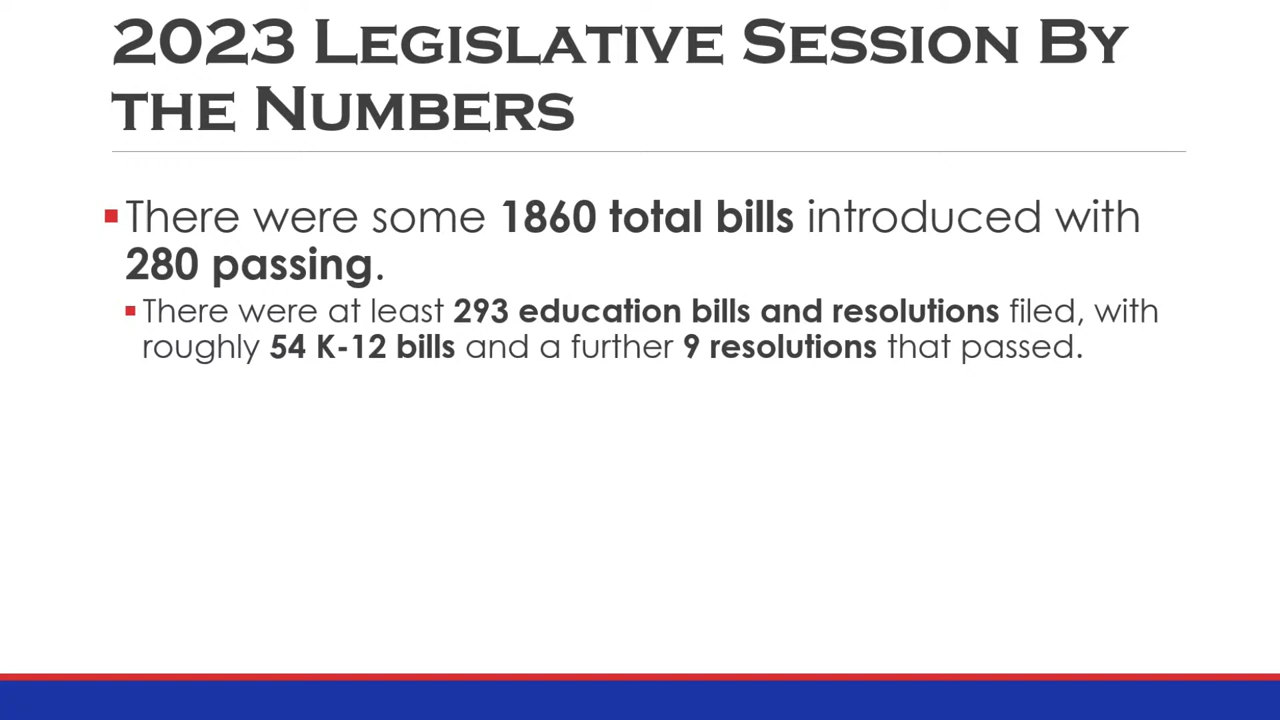 2023 Legislative Session By
the Numbers
There were some 1860 total bills introduced with
280 passing.
There were at least 293 education bills and resolutions filed, with
roughly 54 K-12 bills and a further 9 resolutions that passed.